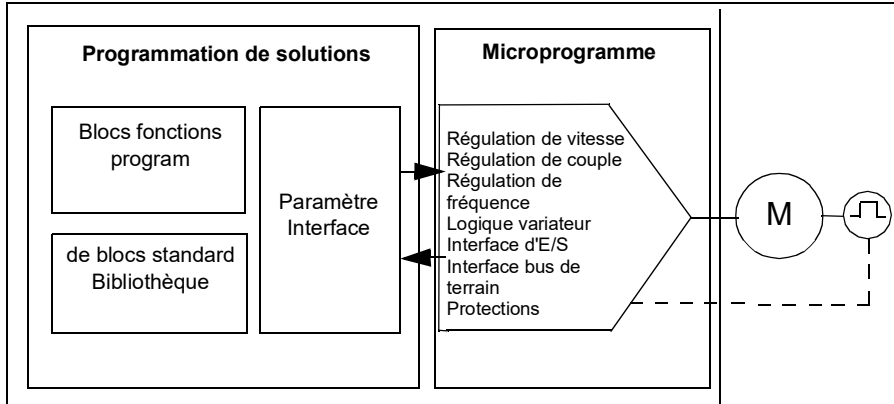 Programmation de solutions
Blocs fonctions
program
de blocs standard
Bibliothèque
Paramètre
Interface
Microprogramme
Régulation de vitesse
Régulation de couple
Régulation de
fréquence
Logique variateur
Interface d'E/S
Interface bus de
terrain
Protections
M